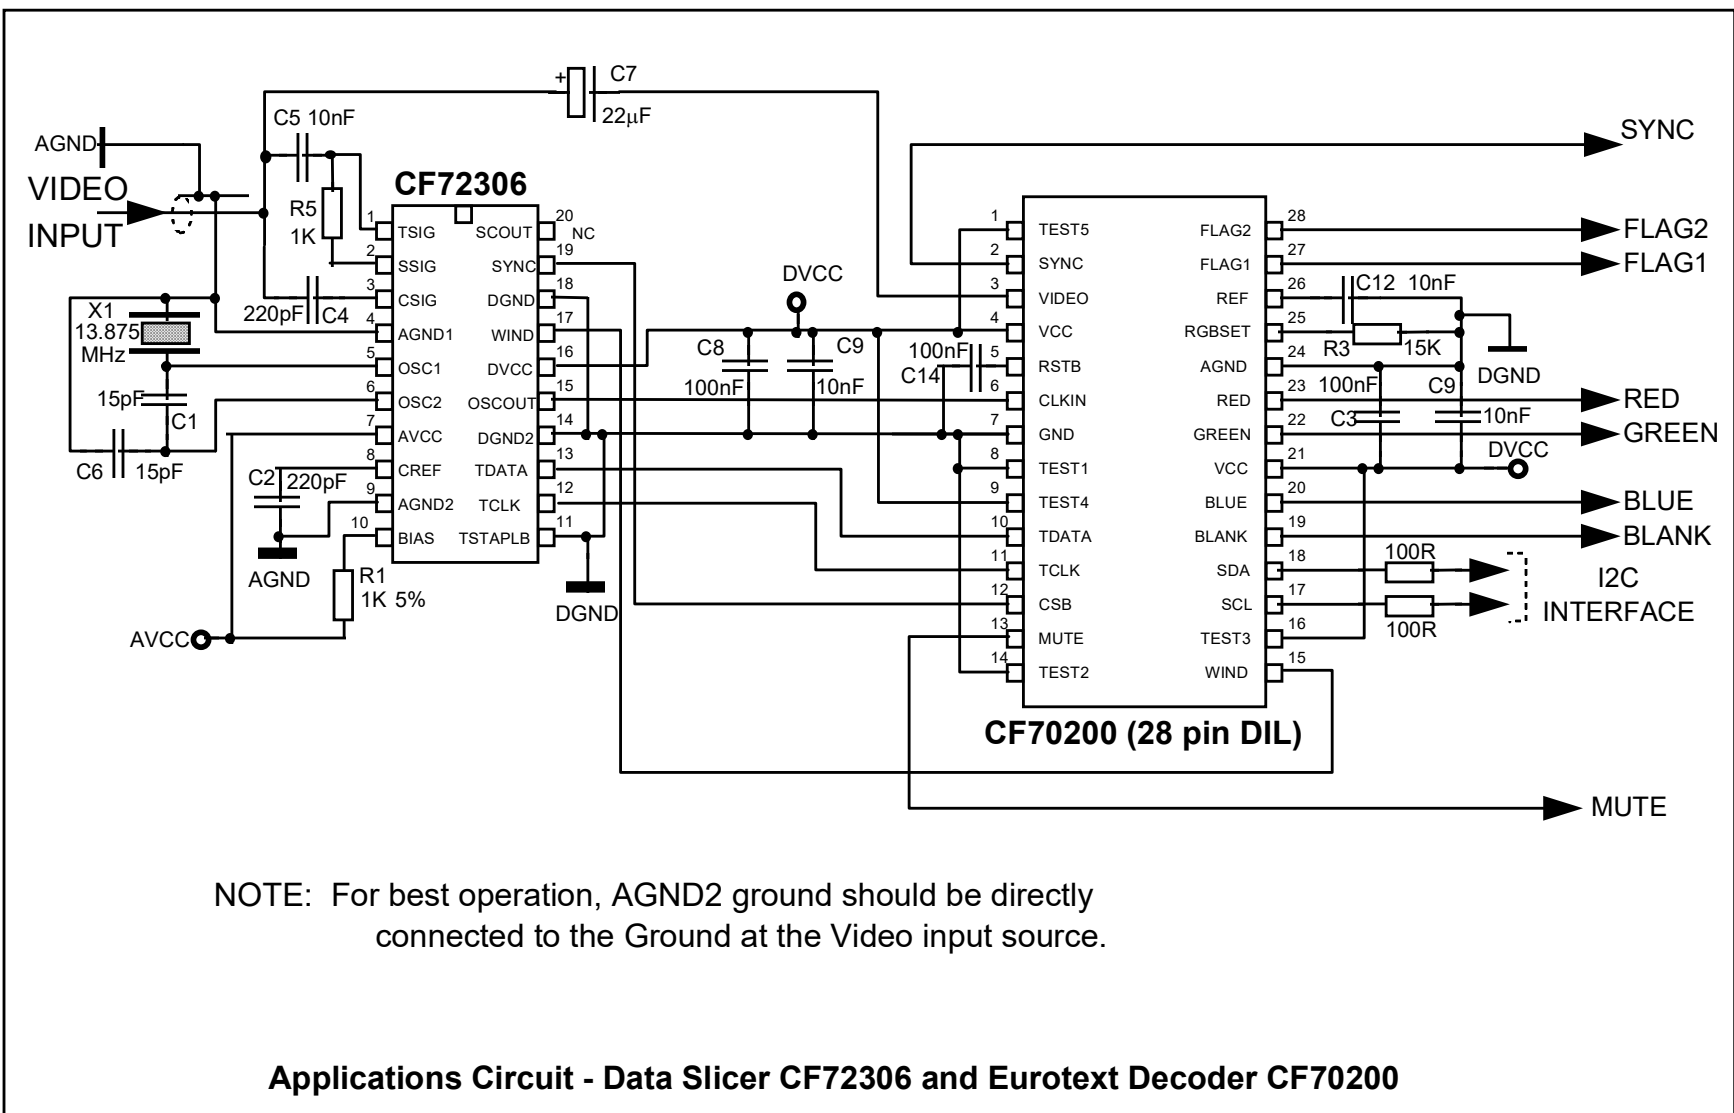 C7
+
22µF
C5 10nF
AGND
VIDEO
INPUT
CF72306
R5
1K
1 TSIG
2 SSIG
3 CSIG
4 AGND1
5 OSC1
6 OSC2
7 AVCC
8 CREF
9 AGND2
10 BIAS
SCOUT 20
NC
SYNC 19
DGND 18
WIND 17
DVCC 16
OSCOUT 15
DGND2 14
TDATA 13
TCLK 12
TSTAPLB 11
220pF C4
X1
13.875
MHz
15pF
C1
C6 15pF
C2 220pF
AGND
R1
1K 5%
AVCC
DGND
DVCC
C8
100nF
C9
10nF
100nF
C14
1 TEST5
2 SYNC
3 VIDEO
4 VCC
5 RSTB
6 CLKIN
7 GND
8 TEST1
9 TEST4
10 TDATA
11 TCLK
12 CSB
13 MUTE
14 TEST2
FLAG2 28
FLAG1 27
REF 26
RGBSET 25
AGND 24
RED 23
GREEN 22
VCC 21
BLUE 20
BLANK 19
SDA 18
SCL 17
TEST3 16
WIND 15
CF70200 (28 pin DIL)
C12 10nF
R3 15K
DGND
100nF
C3
C9
10nF
DVCC
100R
100R
SYNC
FLAG2
FLAG1
RED
GREEN
BLUE
BLANK
I2C
INTERFACE
MUTE
NOTE: For best operation, AGND2 ground should be directly
connected to the Ground at the Video input source.
Applications Circuit - Data Slicer CF72306 and Eurotext Decoder CF70200